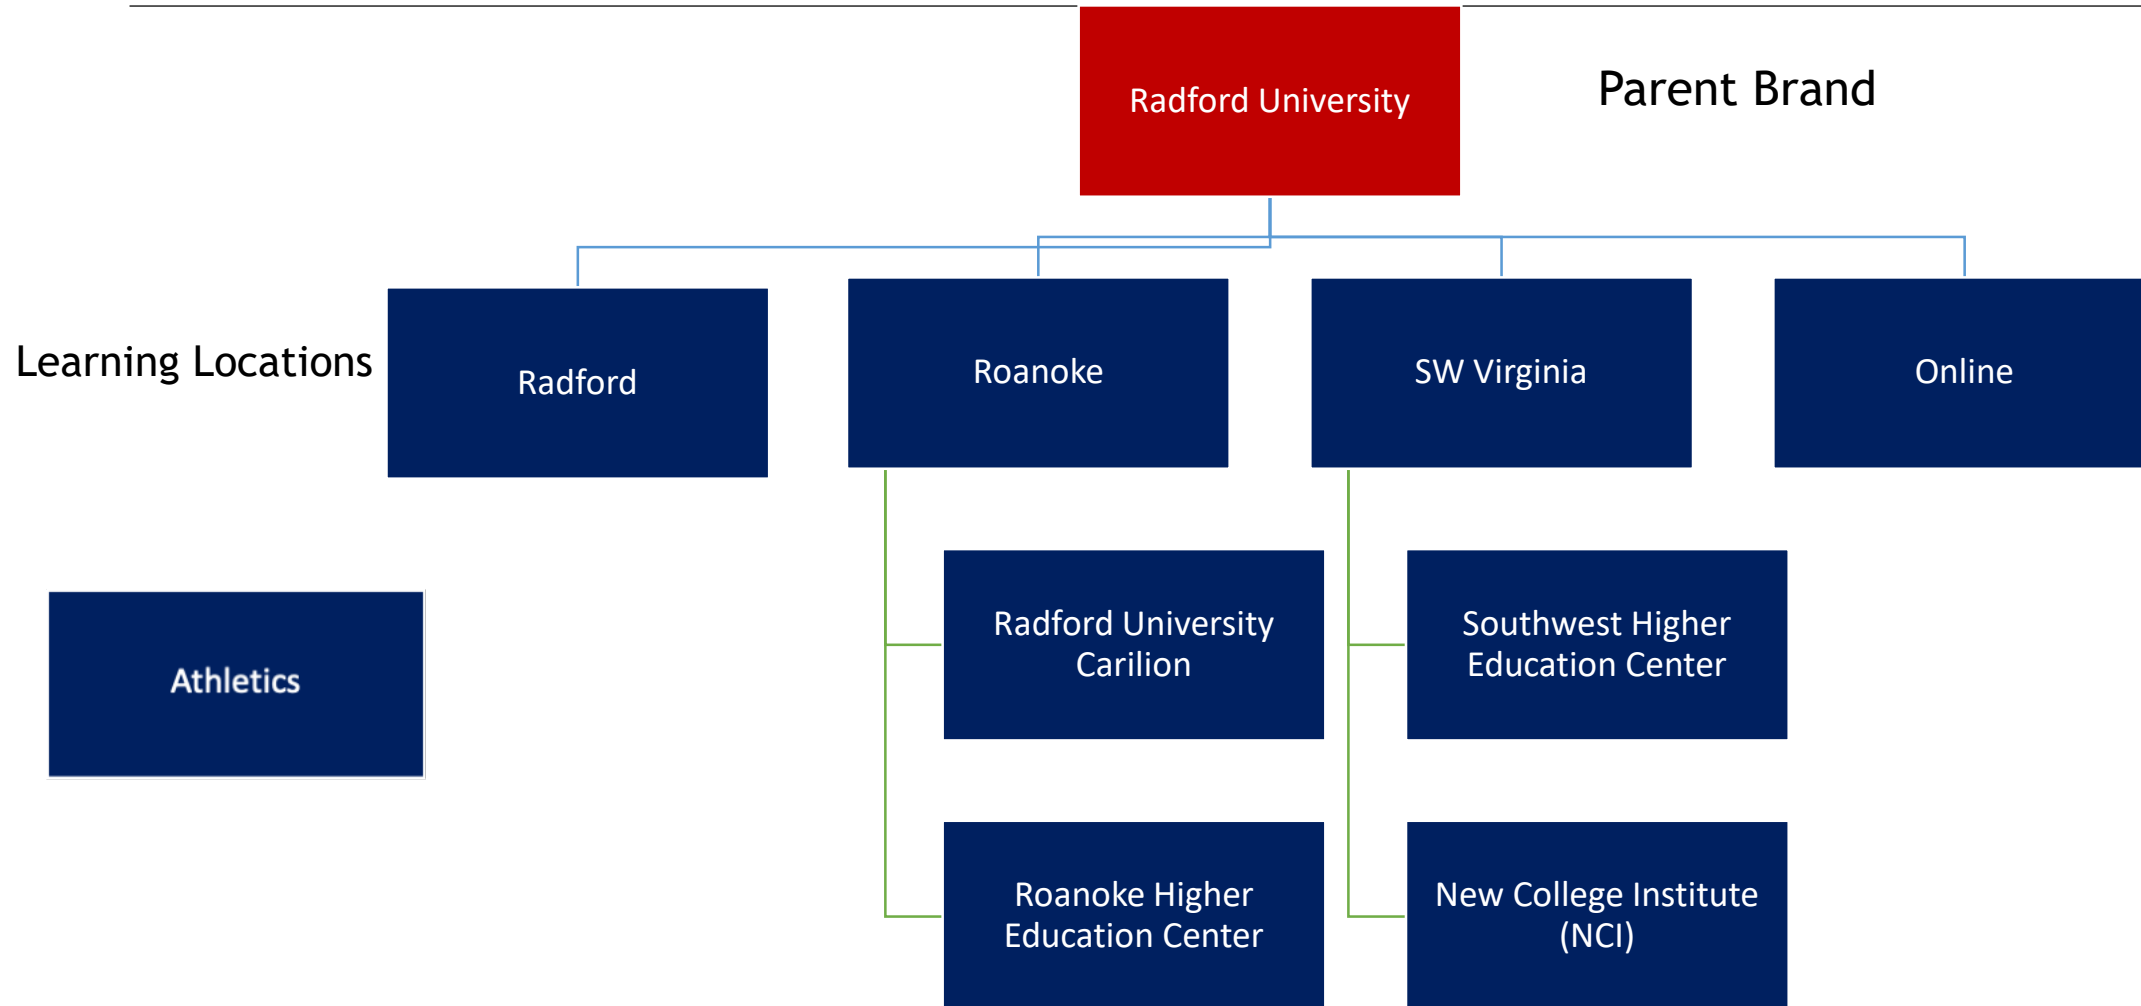 Radford University
Parent Brand
Learning Locations
Radford
Roanoke
SW Virginia
Online
Athletics
Radford University
Carilion
Southwest Higher
Education Center
Roanoke Higher
Education Center
New College Institute
(NCI)